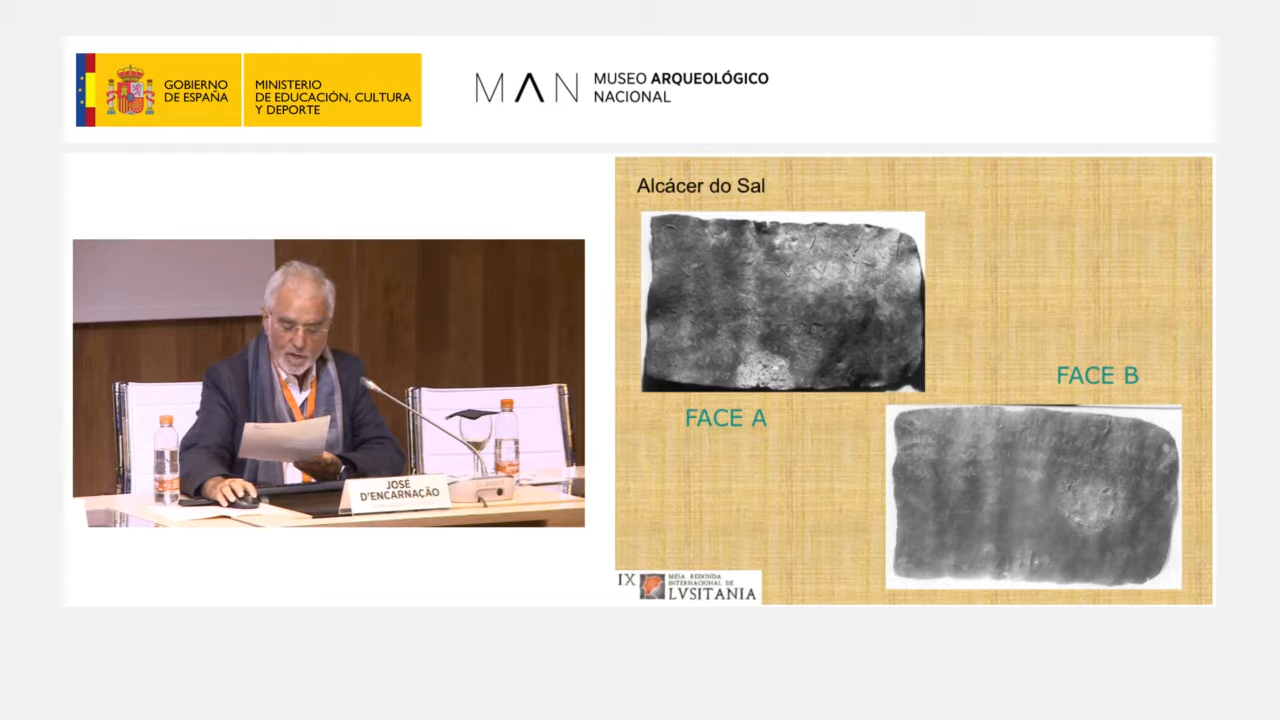 GOBIERNO
DE ESPAÑA
MINISTERIO
DE EDUCACIÓN, CULTURA
Y DEPORTE
MAN
MUSEO ARQUEOLÓGICO
NACIONAL
Alcácer do Sal
FACE A
FACE B
JOSÉ
D'ENCARNAÇÃO
IX
MESA REDONDA
INTERNACIONAL DE
LVSITANIA